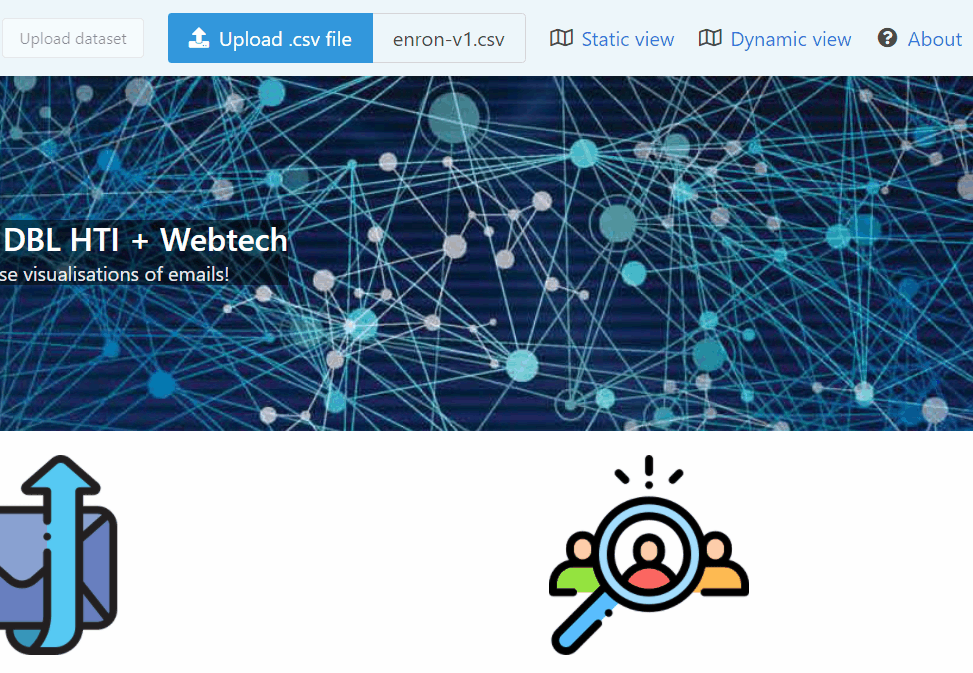 Upload dataset Upload .csv file enron-v1.csv Static view Dynamic view About
DBL HTI + Webtech
visualisations of emails!